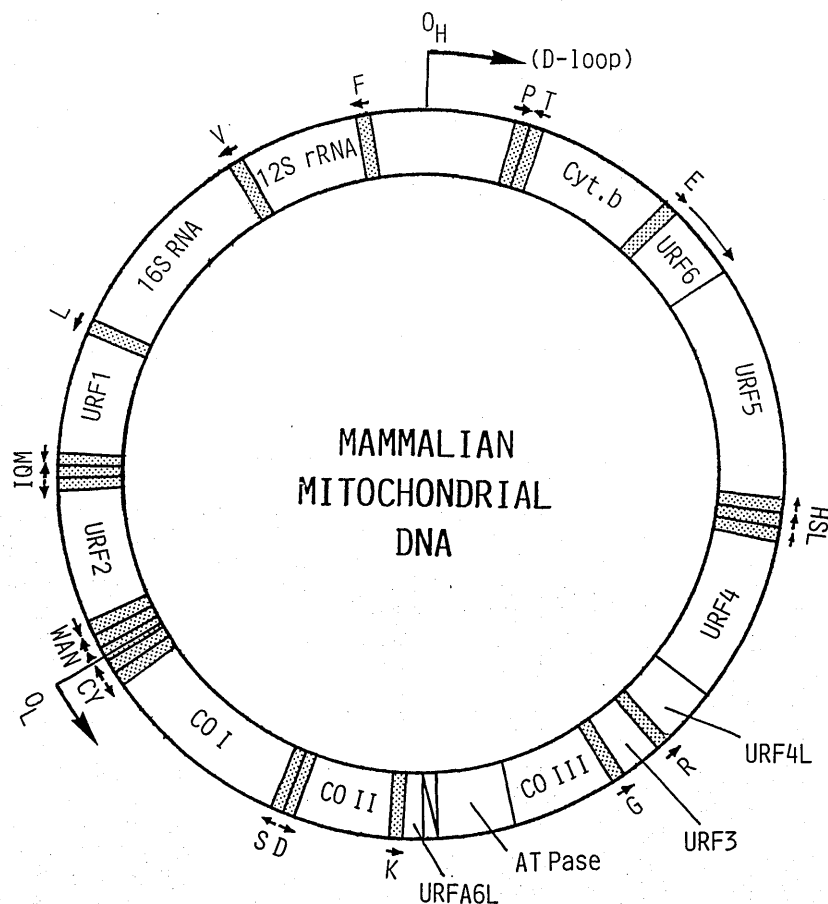 O_H
(D-loop)
P T
Cyt.b
E
URF6
URF5
HSL
URF4
URF4L
R
URF3
G
CO III
AT Pase
URFA6L
K
CO II
S D
CO I
CY
O_L
WAN
URF2
IQM
URF1
L
16S RNA
V
12S rRNA
F
MAMMALIAN
MITOCHONDRIAL
DNA